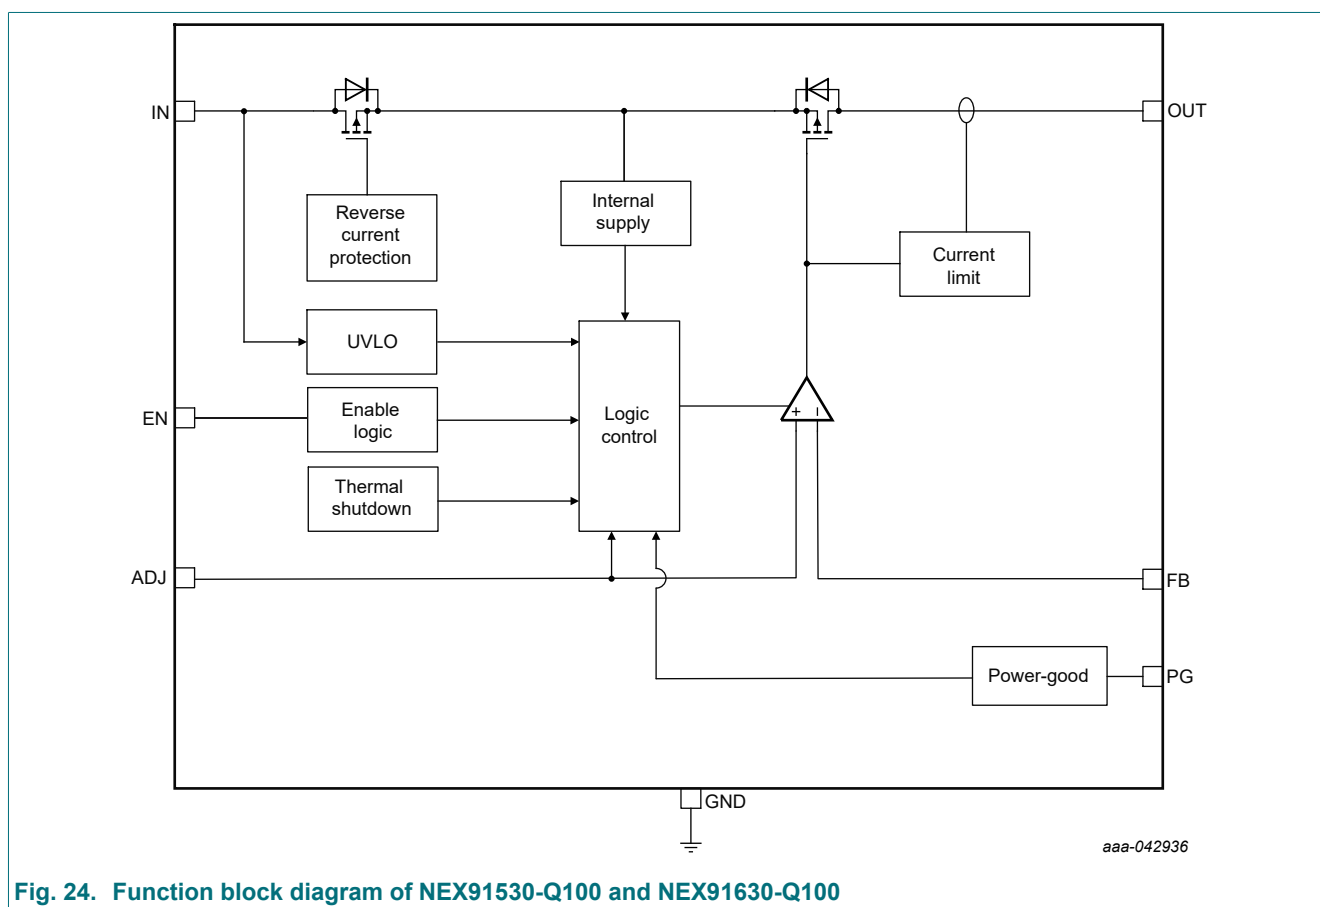 IN
OUT
Reverse
current
protection
Internal
supply
Current
limit
UVLO
EN
Enable
logic
Logic
control
+ −
Thermal
shutdown
ADJ
FB
Power-good
PG
GND
aaa-042936
Fig. 24. Function block diagram of NEX91530-Q100 and NEX91630-Q100